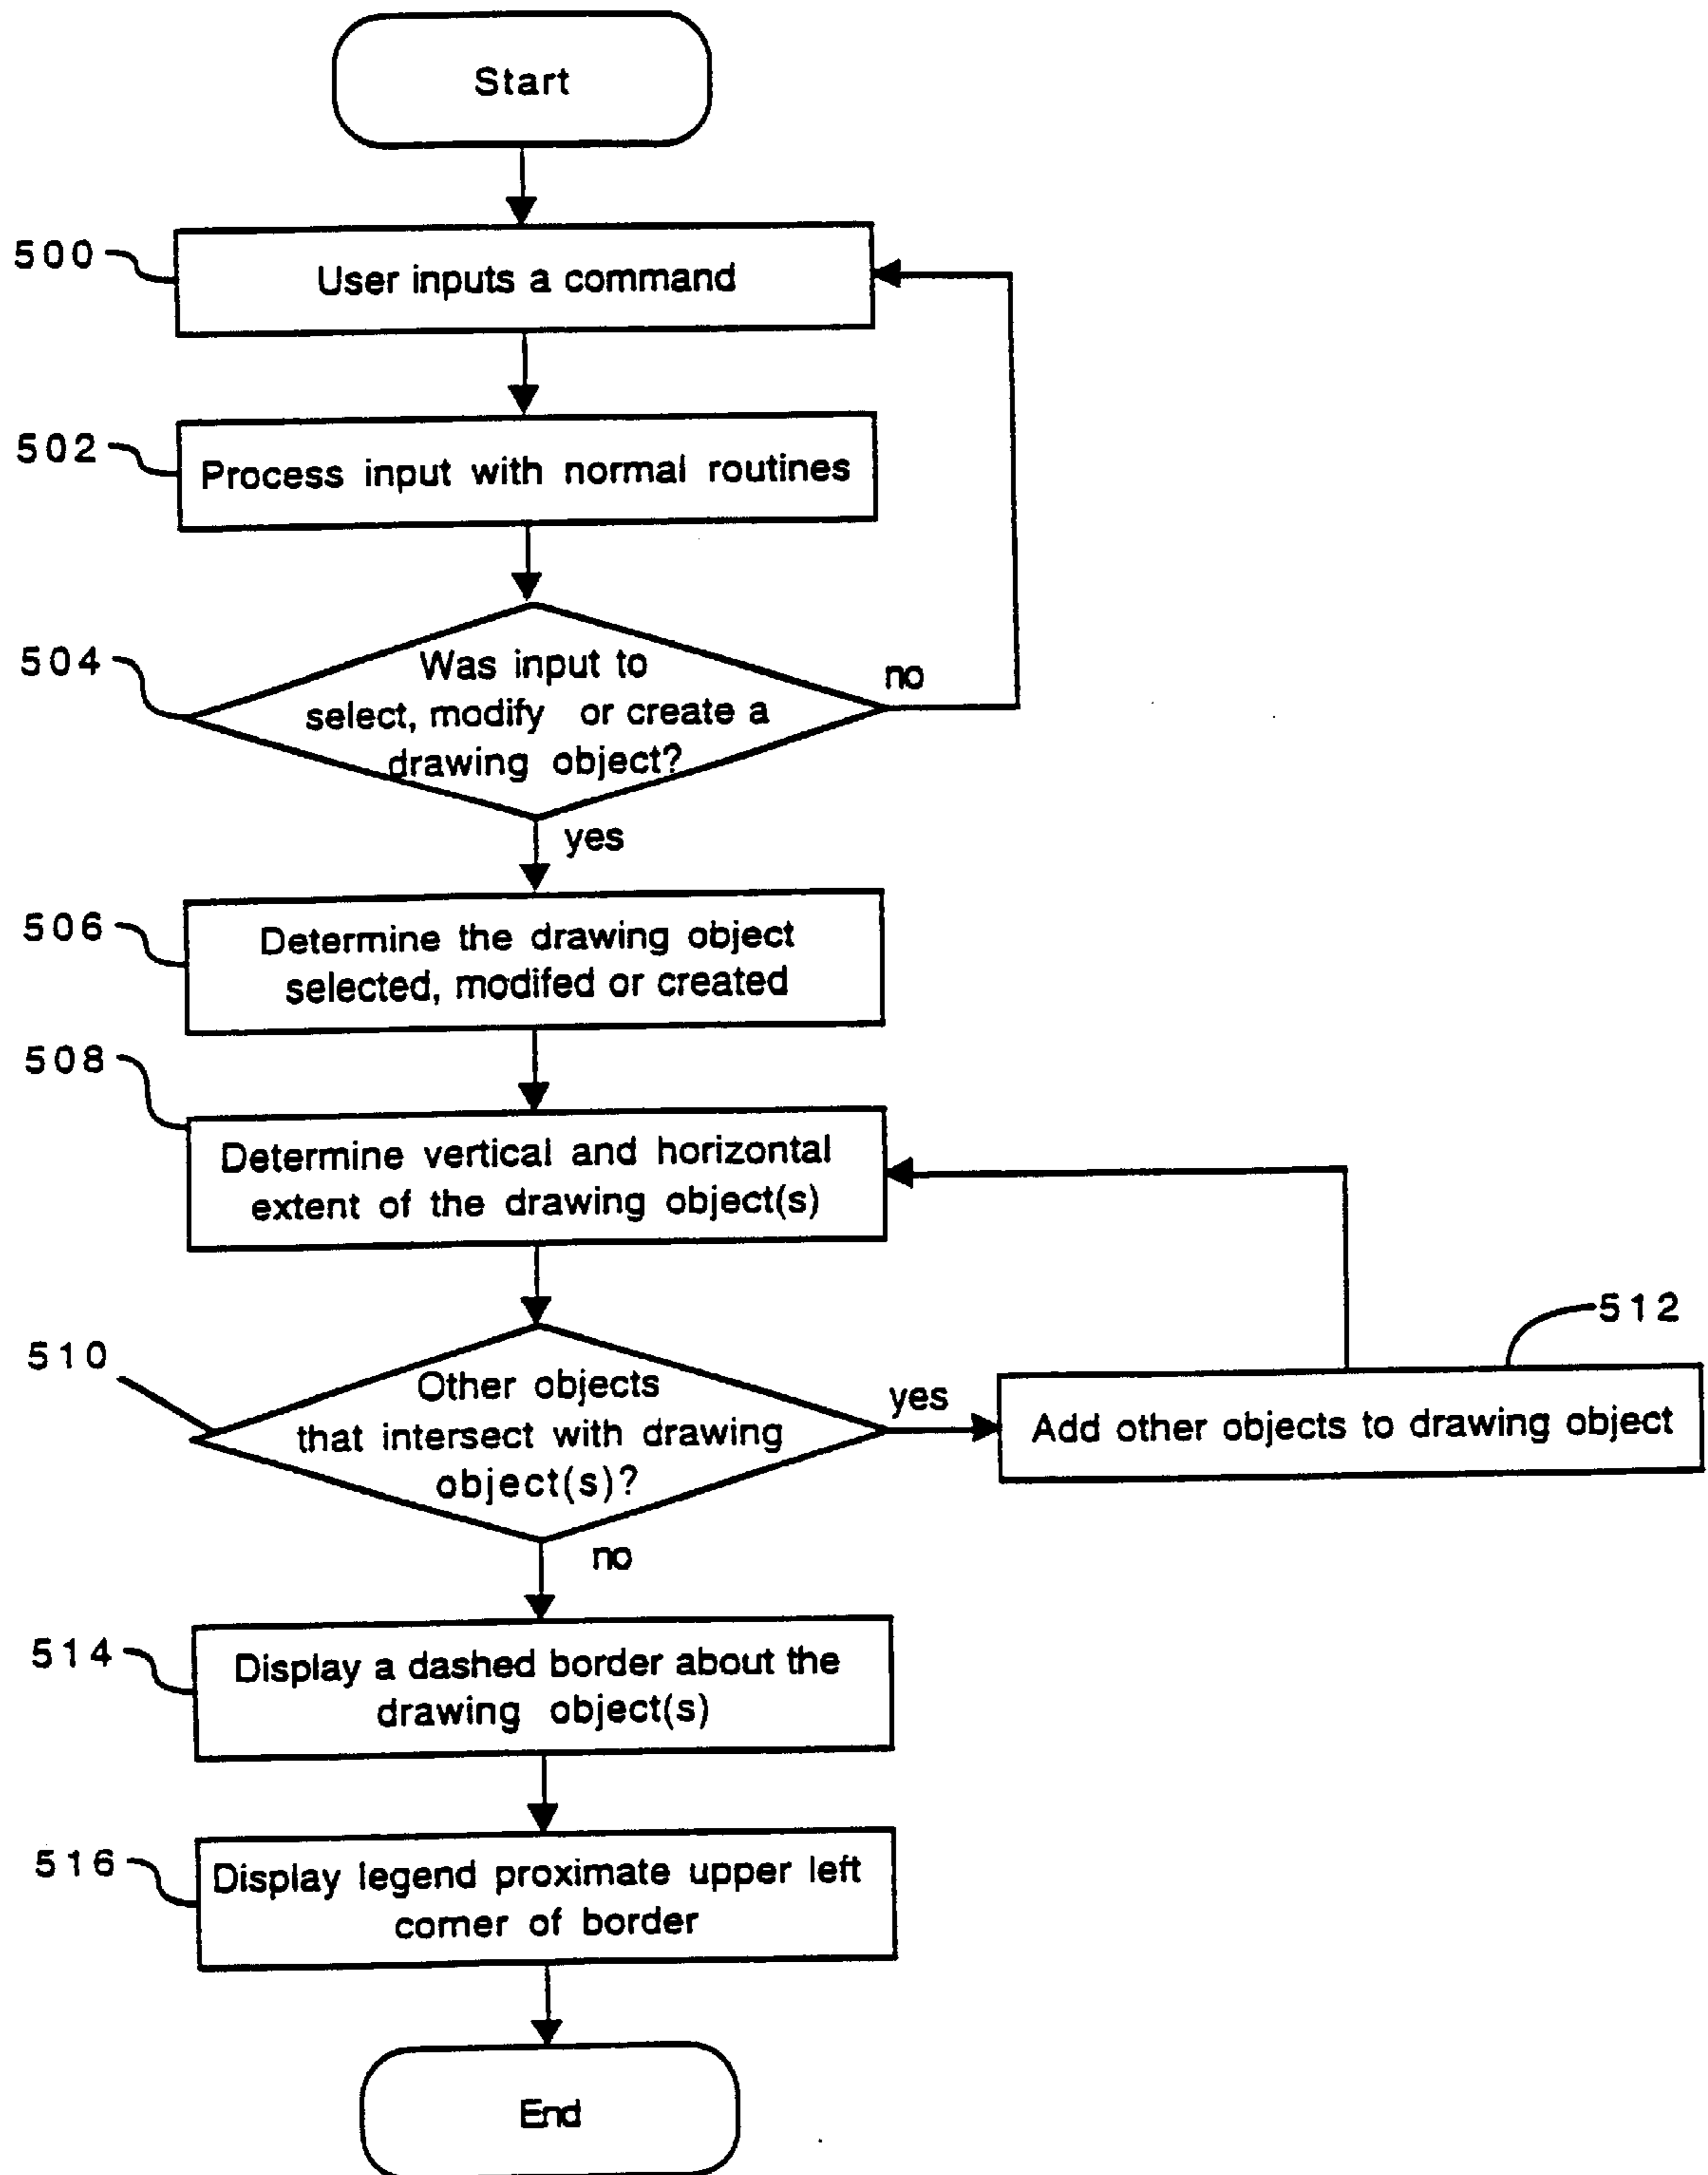 Start
500
User inputs a command
502
Process input with normal routines
504
Was input to
select, modify or create a
drawing object?
no
yes
506
Determine the drawing object
selected, modifed or created
508
Determine vertical and horizontal
extent of the drawing object(s)
510
Other objects
that intersect with drawing
object(s)?
yes
512
Add other objects to drawing object
no
514
Display a dashed border about the
drawing object(s)
516
Display legend proximate upper left
corner of border
End